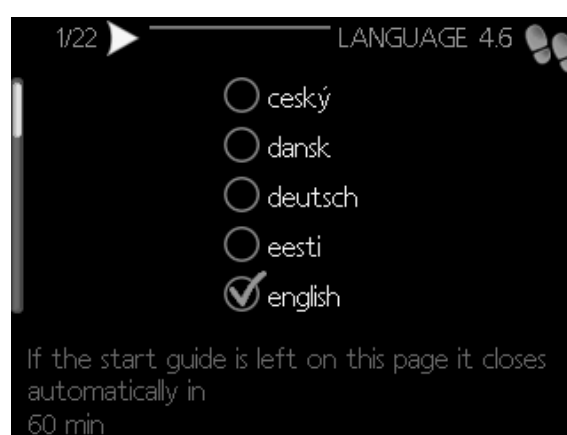 1/22 LANGUAGE 4.6
ceský
dansk
deutsch
eesti
english
If the start guide is left on this page it closes
automatically in
60 min